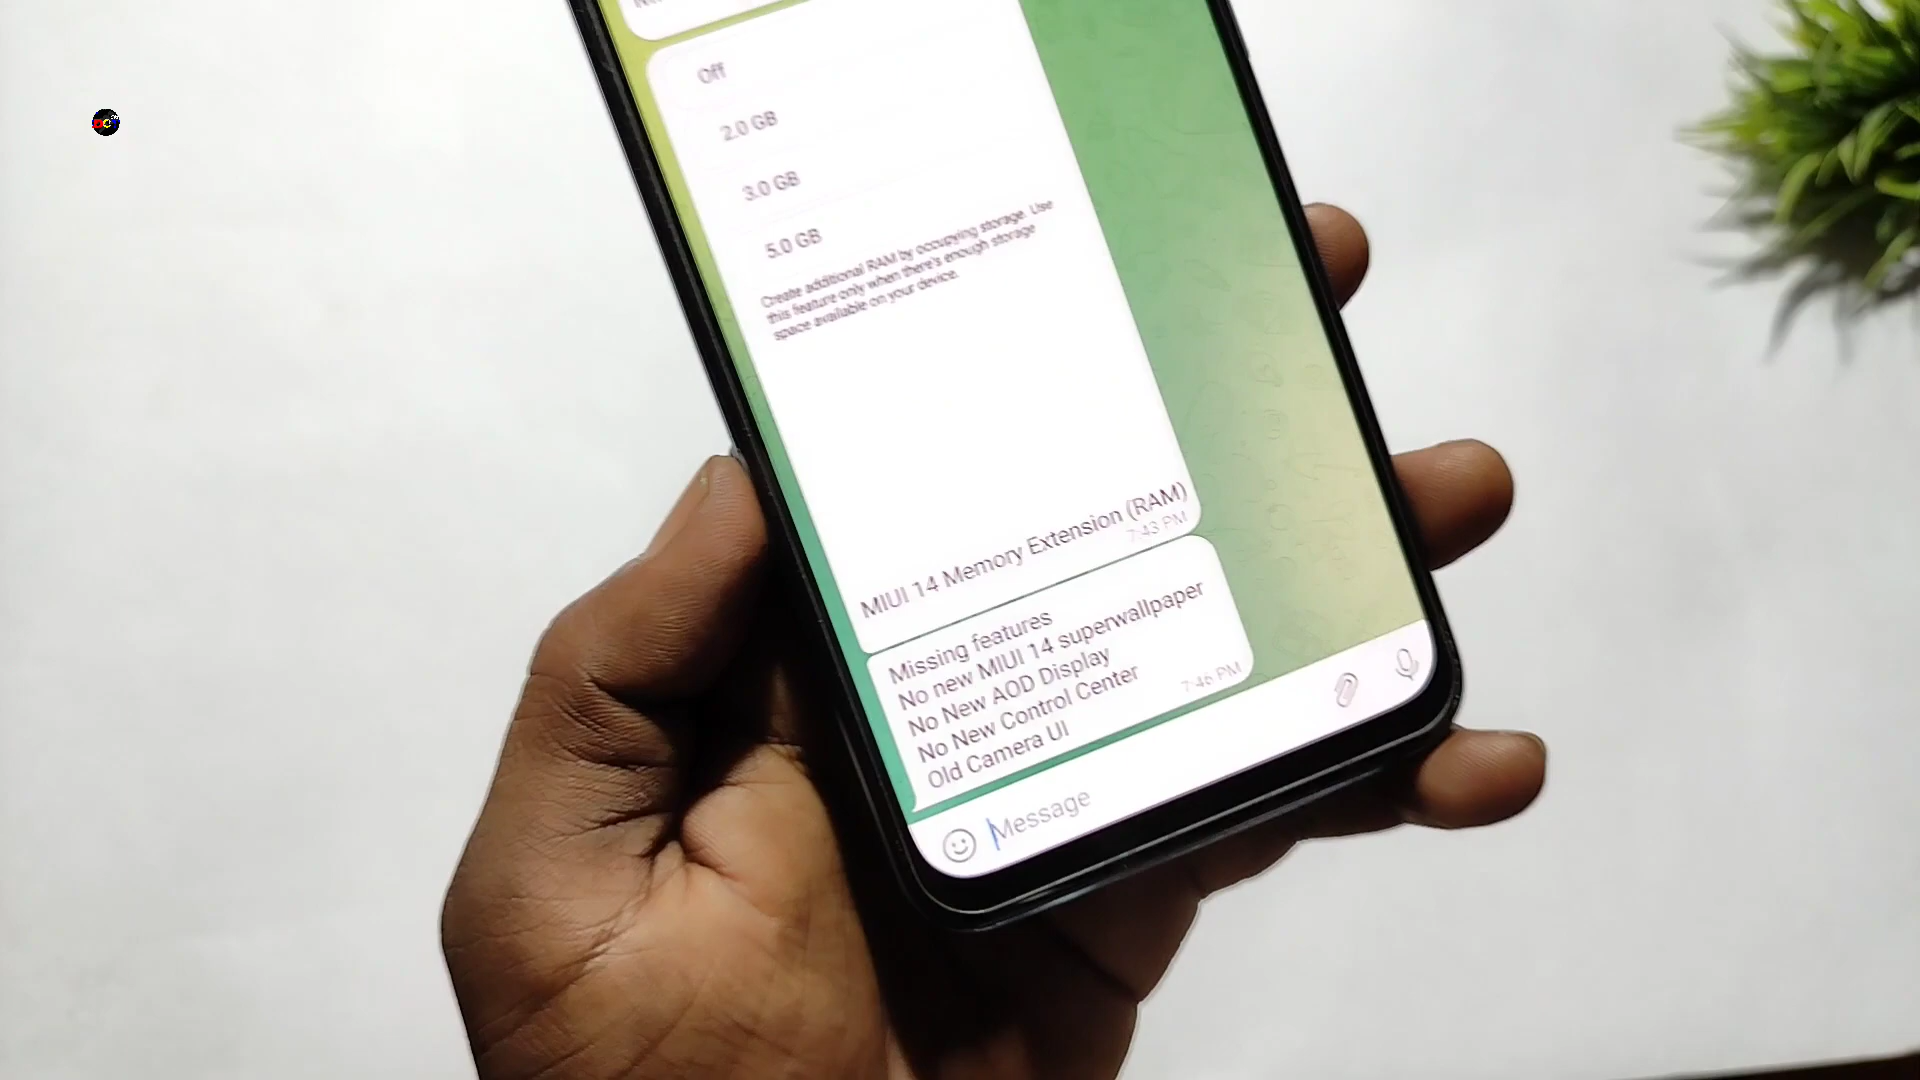 Off
2.0 GB
3.0 GB
5.0 GB
Create additional RAM by occupying storage. Use
this feature only when there's enough storage
space available on your device.
MIUI 14 Memory Extension (RAM)
7:43 PM
Missing features
No new MIUI 14 superwallpaper
No New AOD Display
No New Control Center
Old Camera UI
7:46 PM
Message